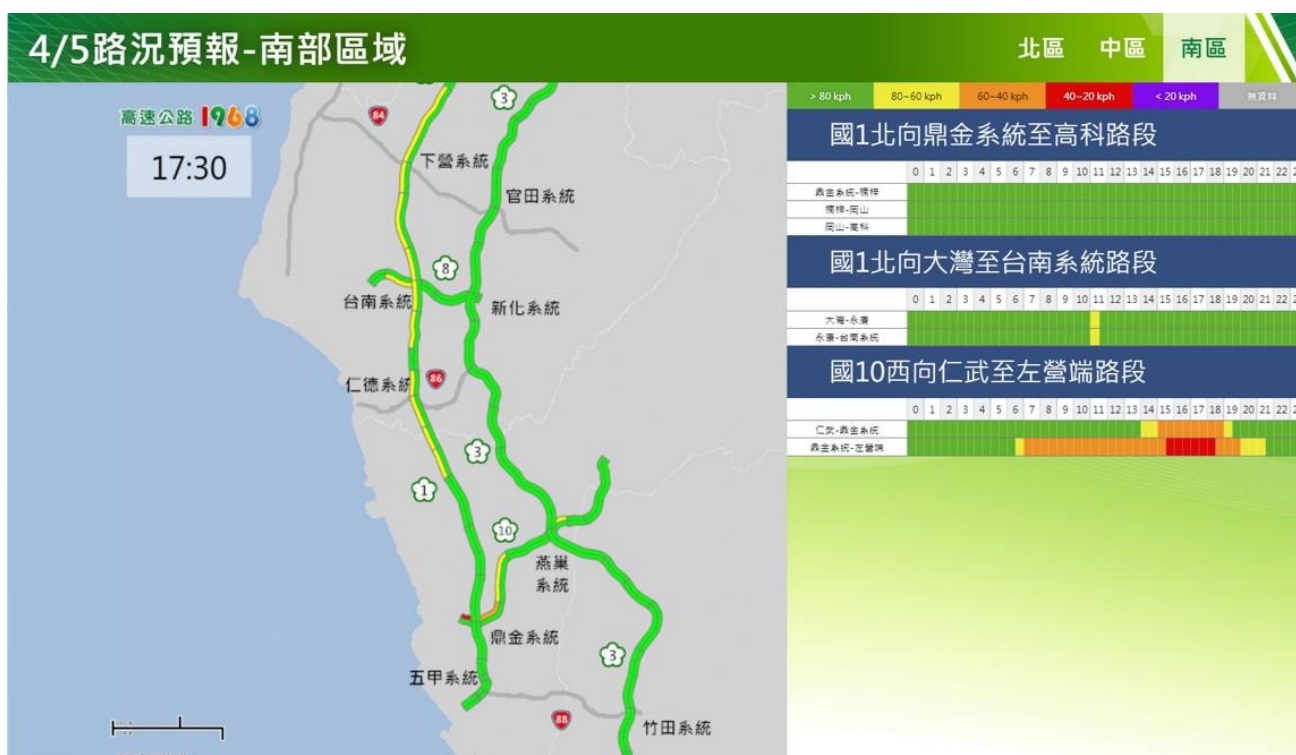 4/5路況預報-南部區域
北區 中區 南區
高速公路1968
17:30
84
3
下營系統
官田系統
8
台南系統
新化系統
仁德系統
86
3
1
10
燕巢
系統
鼎金系統
3
五甲系統
88
竹田系統
> 80 kph 80~60 kph 60~40 kph 40~20 kph < 20 kph 無資料
國1北向鼎金系統至高科路段
0 1 2 3 4 5 6 7 8 9 10 11 12 13 14 15 16 17 18 19 20 21 22
鼎金系統-楠梓
楠梓-岡山
岡山-高科
國1北向大灣至台南系統路段
0 1 2 3 4 5 6 7 8 9 10 11 12 13 14 15 16 17 18 19 20 21 22
大灣-永康
永康-台南系統
國10西向仁武至左營端路段
0 1 2 3 4 5 6 7 8 9 10 11 12 13 14 15 16 17 18 19 20 21 22
仁武-鼎金系統
鼎金系統-左營端